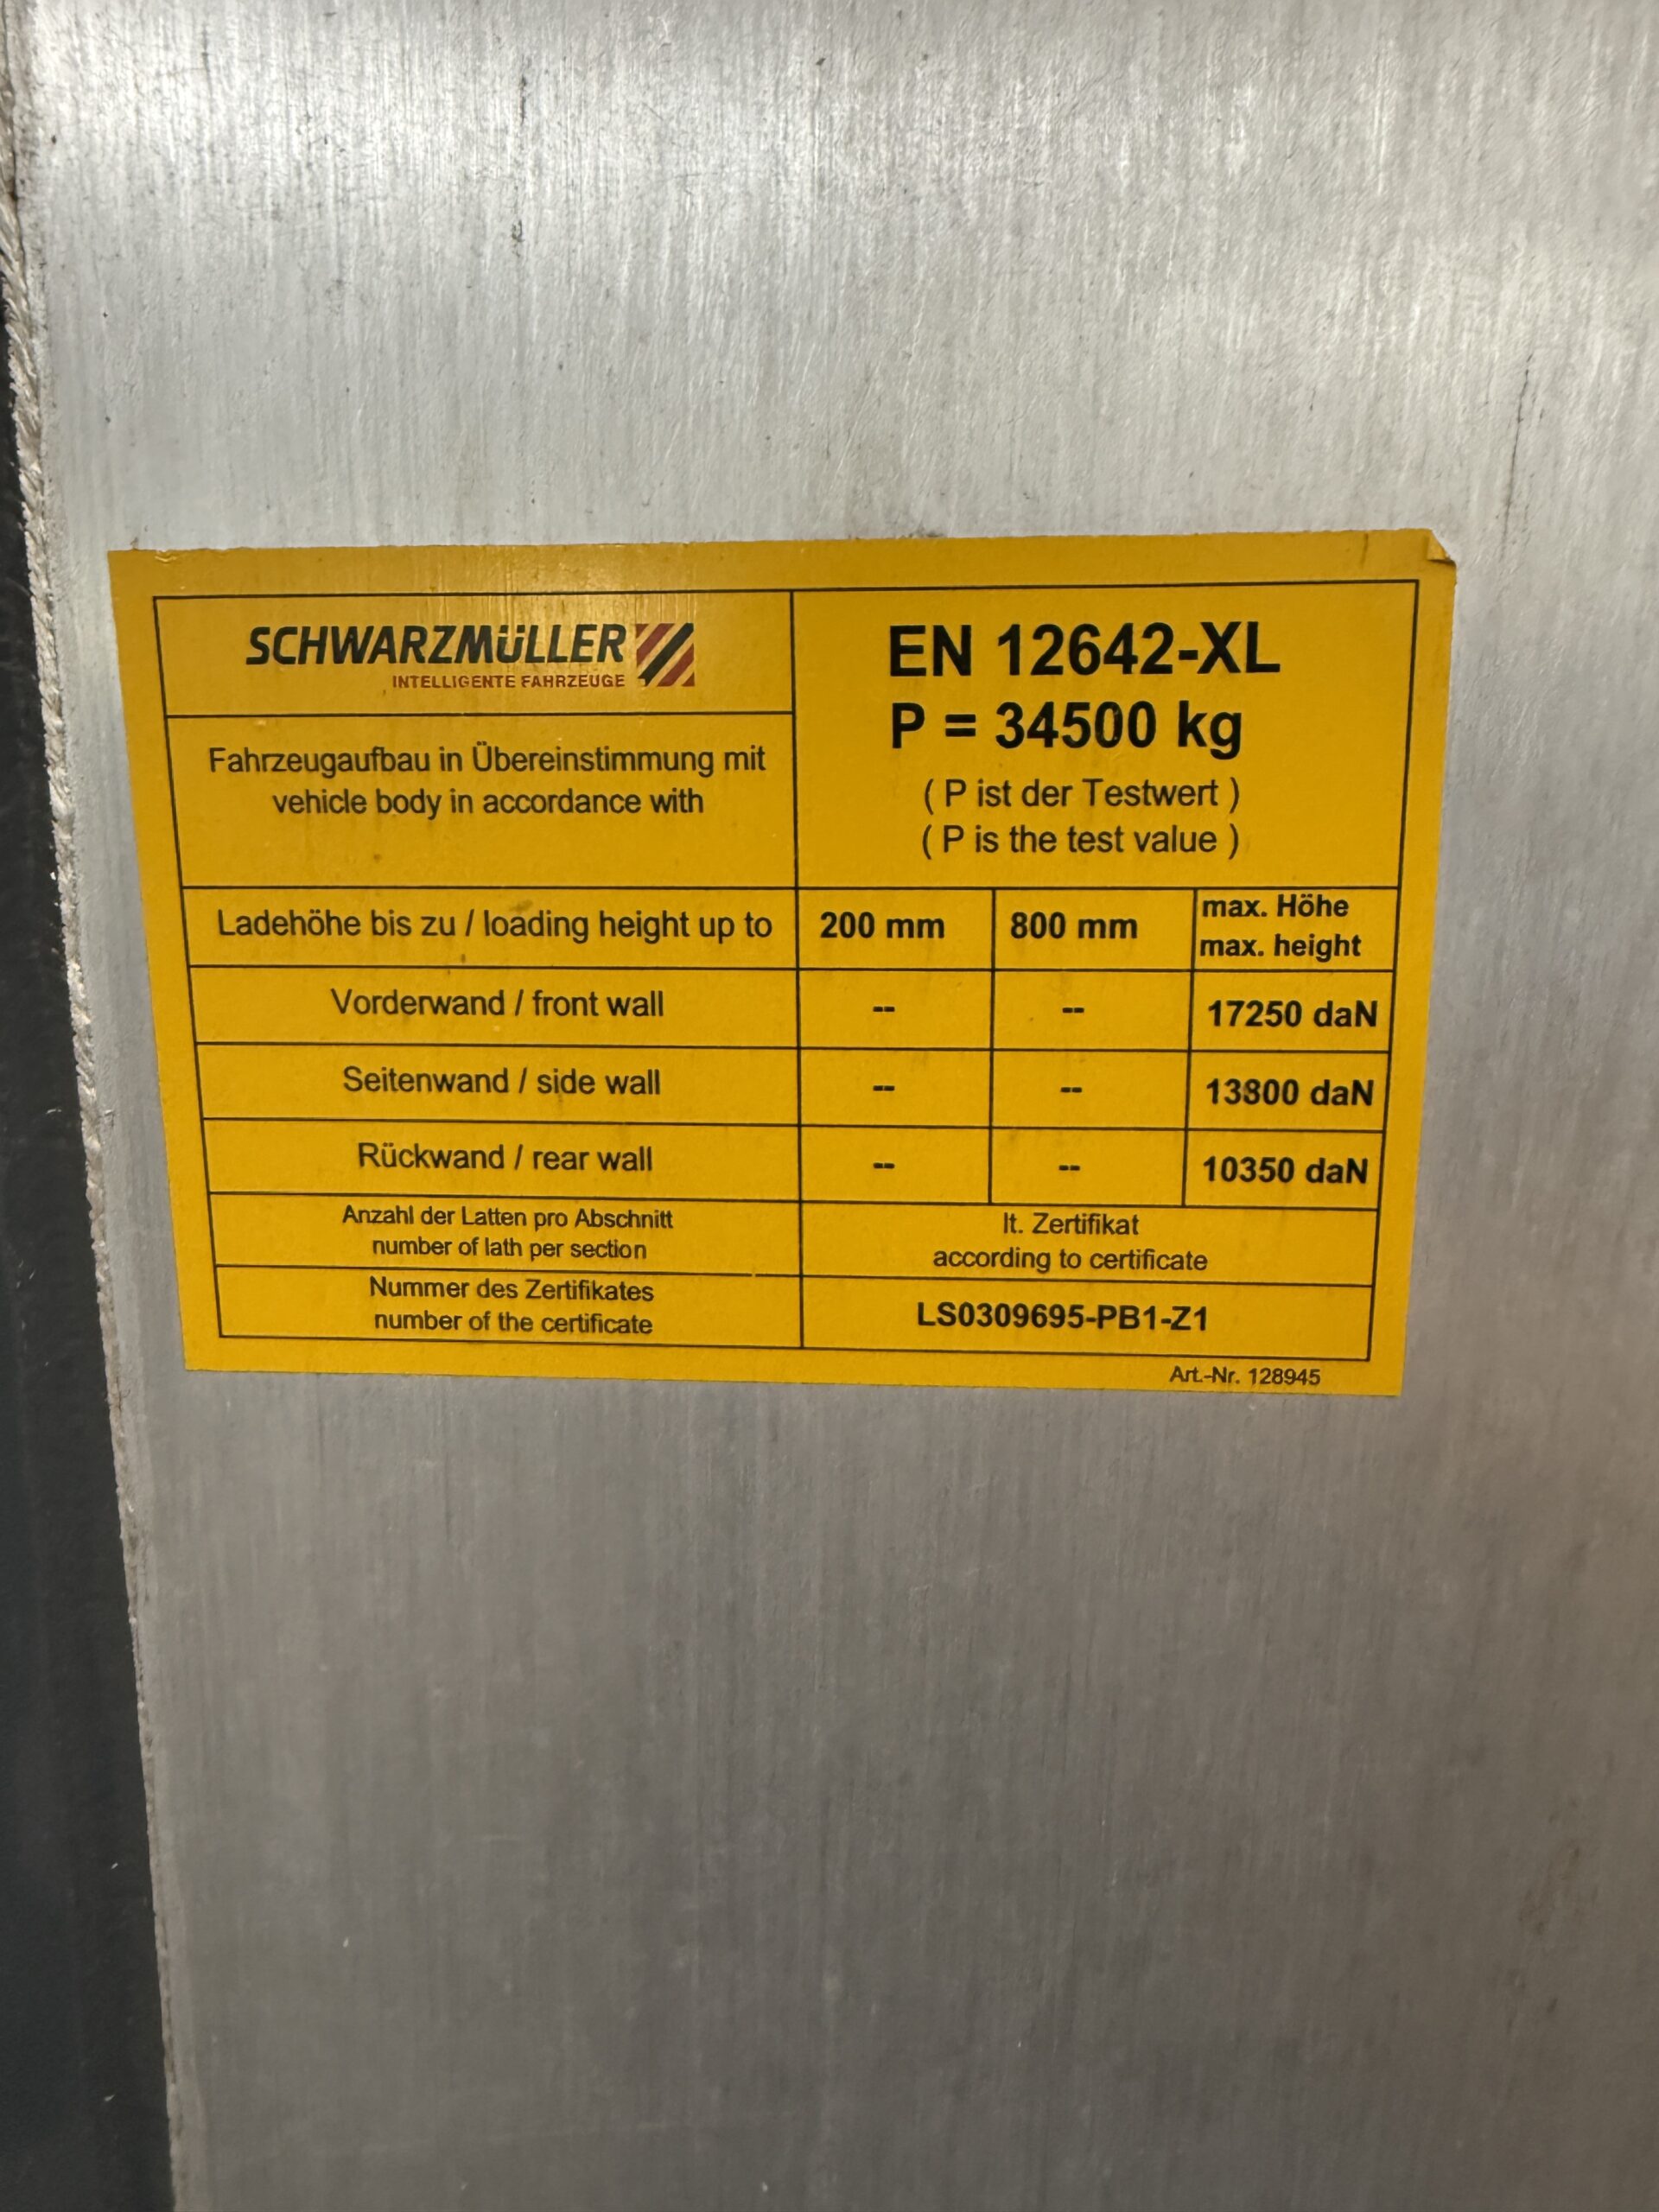 SCHWARZMÜLLER
INTELLIGENTE FAHRZEUGE
EN 12642-XL
P = 34500 kg
( P ist der Testwert )
( P is the test value )
Fahrzeugaufbau in Übereinstimmung mit
vehicle body in accordance with
Ladehöhe bis zu / loading height up to 200 mm 800 mm max. Höhe
max. height
Vorderwand / front wall -- -- 17250 daN
Seitenwand / side wall -- -- 13800 daN
Rückwand / rear wall -- -- 10350 daN
Anzahl der Latten pro Abschnitt
number of lath per section
lt. Zertifikat
according to certificate
Nummer des Zertifikates
number of the certificate
LS0309695-PB1-Z1
Art.-Nr. 128945